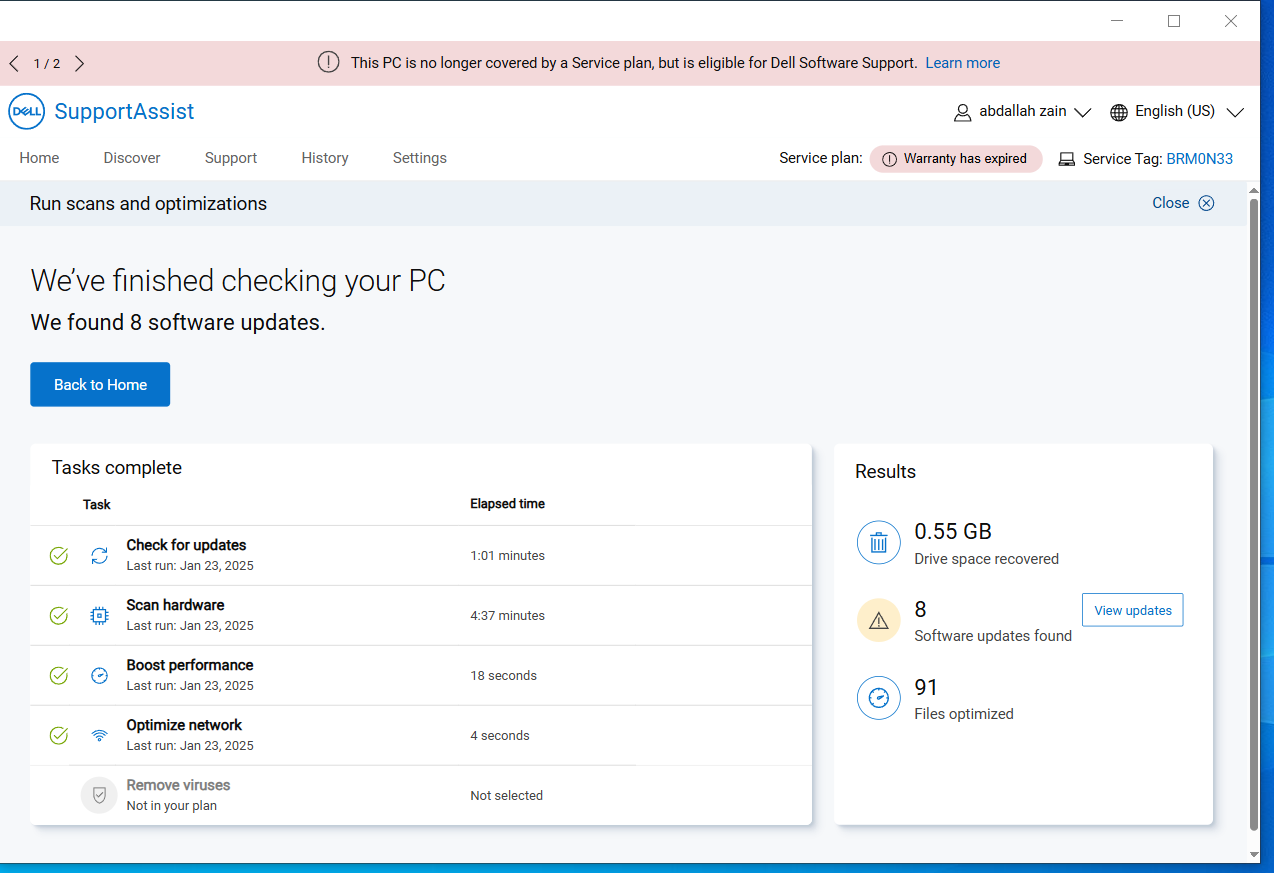 1 / 2
This PC is no longer covered by a Service plan, but is eligible for Dell Software Support. Learn more
DELL SupportAssist
abdallah zain
English (US)
Home Discover Support History Settings
Service plan: Warranty has expired Service Tag: BRM0N33
Run scans and optimizations
Close
We’ve finished checking your PC
We found 8 software updates.
Back to Home
Tasks complete
Task Elapsed time
Check for updates
Last run: Jan 23, 2025
1:01 minutes
Scan hardware
Last run: Jan 23, 2025
4:37 minutes
Boost performance
Last run: Jan 23, 2025
18 seconds
Optimize network
Last run: Jan 23, 2025
4 seconds
Remove viruses
Not in your plan
Not selected
Results
0.55 GB
Drive space recovered
8
Software updates found
View updates
91
Files optimized